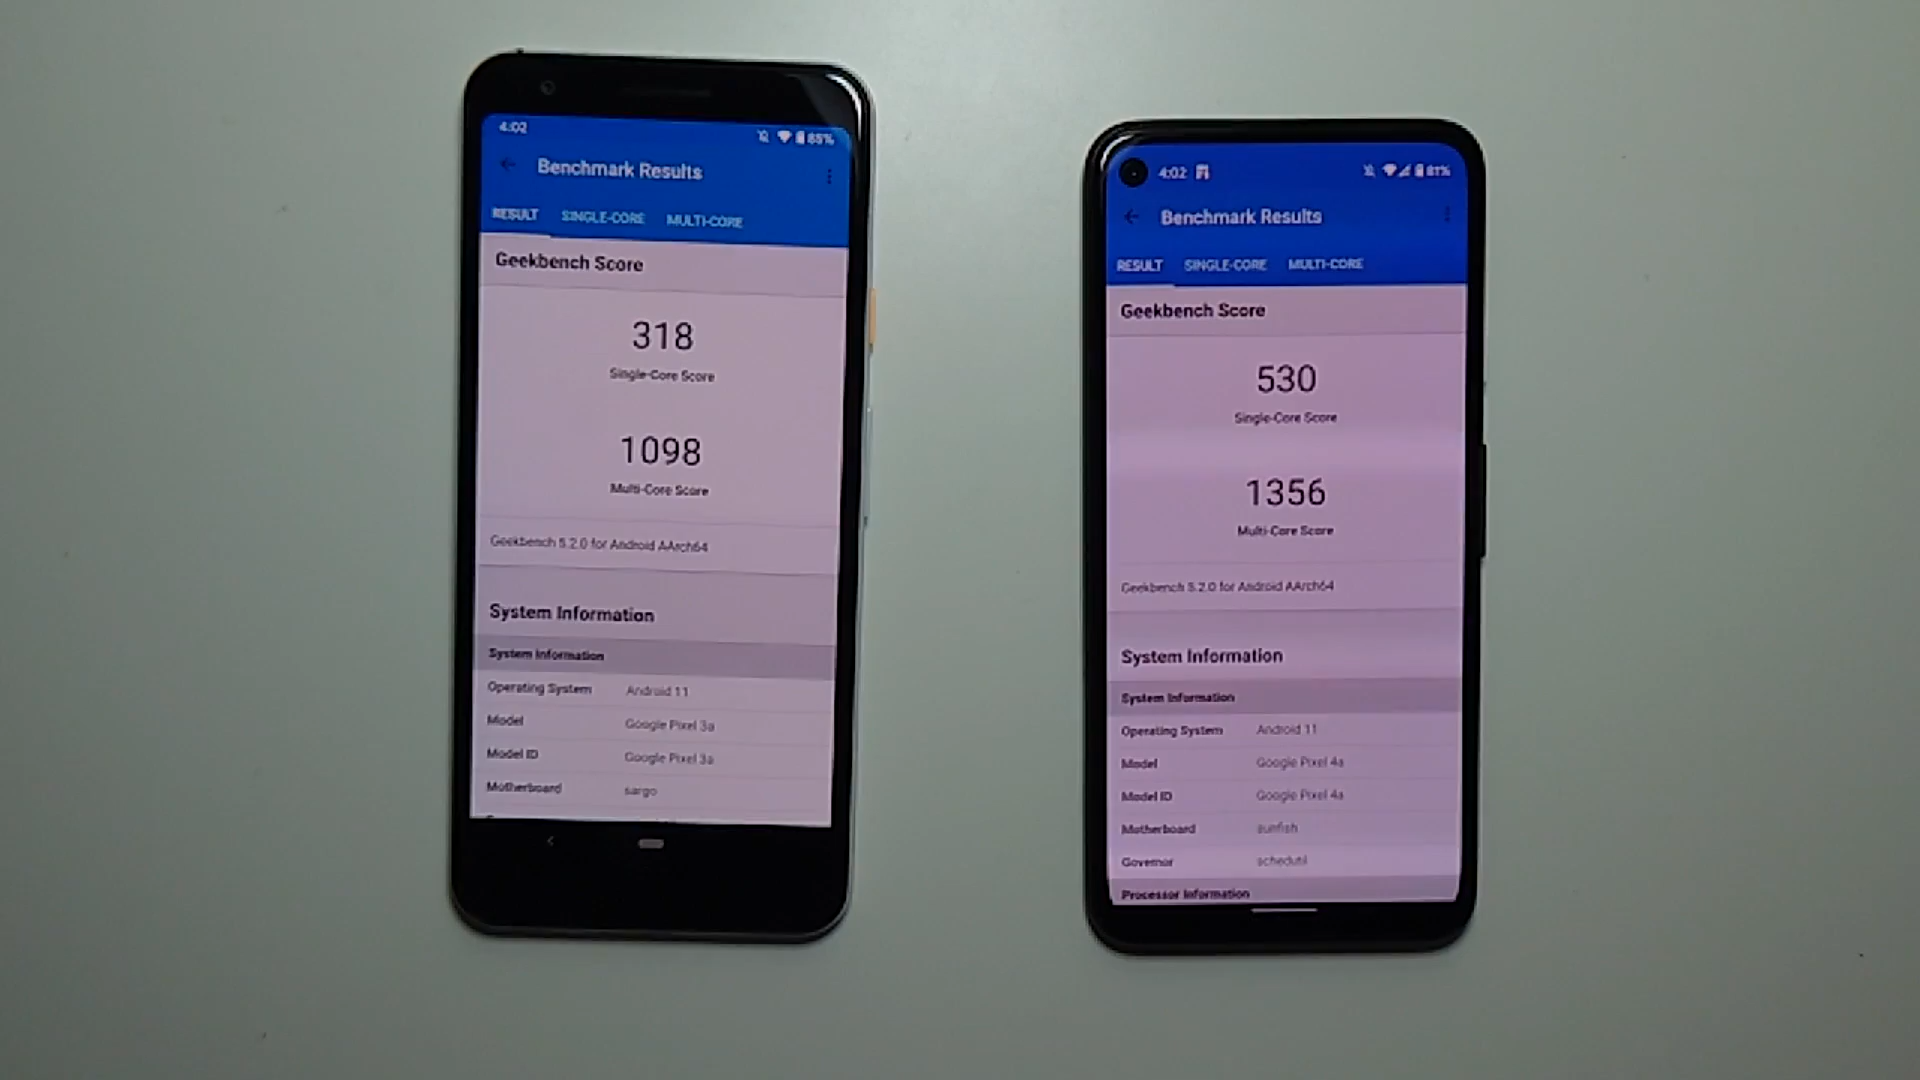 4:02
85%
Benchmark Results
RESULT SINGLE-CORE MULTI-CORE
Geekbench Score
318
Single-Core Score
1098
Multi-Core Score
Geekbench 5.2.0 for Android AArch64
System Information
System Information
Operating System Android 11
Model Google Pixel 3a
Model ID Google Pixel 3a
Motherboard sargo
4:02
81%
Benchmark Results
RESULT SINGLE-CORE MULTI-CORE
Geekbench Score
530
Single-Core Score
1356
Multi-Core Score
Geekbench 5.2.0 for Android AArch64
System Information
System Information
Operating System Android 11
Model Google Pixel 4a
Model ID Google Pixel 4a
Motherboard sunfish
Governor schedutil
Processor Information